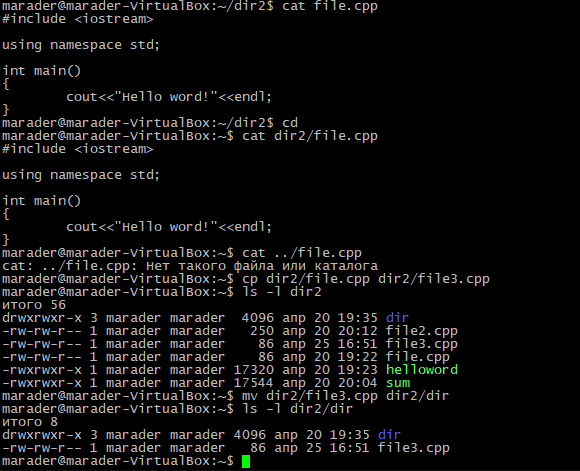 marader@marader-VirtualBox:~/dir2$ cat file.cpp
#include <iostream>
using namespace std;
int main()
{
        cout<<"Hello word!"<<endl;
}
marader@marader-VirtualBox:~/dir2$ cd
marader@marader-VirtualBox:~$ cat dir2/file.cpp
#include <iostream>
using namespace std;
int main()
{
        cout<<"Hello word!"<<endl;
}
marader@marader-VirtualBox:~$ cat ../file.cpp
cat: ../file.cpp: Нет такого файла или каталога
marader@marader-VirtualBox:~$ cp dir2/file.cpp dir2/file3.cpp
marader@marader-VirtualBox:~$ ls -l dir2
итого 56
drwxrwxr-x 3 marader marader  4096 апр 20 19:35 dir
-rw-rw-r-- 1 marader marader   250 апр 20 20:12 file2.cpp
-rw-rw-r-- 1 marader marader    86 апр 25 16:51 file3.cpp
-rw-rw-r-- 1 marader marader    86 апр 20 19:22 file.cpp
-rwxrwxr-x 1 marader marader 17320 апр 20 19:23 helloword
-rwxrwxr-x 1 marader marader 17544 апр 20 20:04 sum
marader@marader-VirtualBox:~$ mv dir2/file3.cpp dir2/dir
marader@marader-VirtualBox:~$ ls -l dir2/dir
итого 8
drwxrwxr-x 3 marader marader 4096 апр 20 19:35 dir
-rw-rw-r-- 1 marader marader   86 апр 25 16:51 file3.cpp
marader@marader-VirtualBox:~$